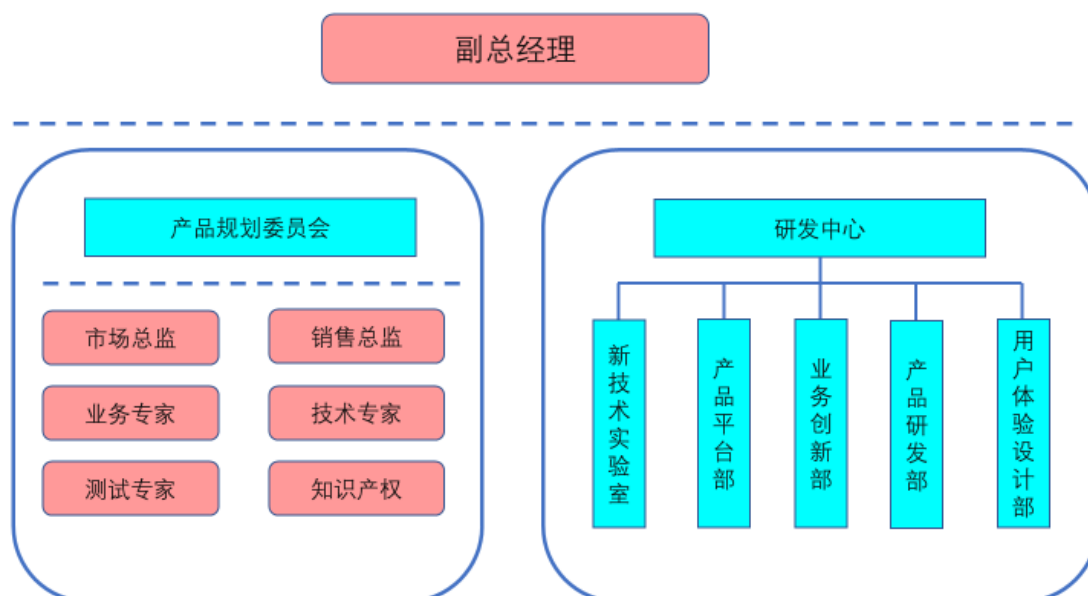 副总经理
产品规划委员会
市场总监
销售总监
业务专家
技术专家
测试专家
知识产权
研发中心
新技术实验室
产品平台部
业务创新部
产品研发部
用户体验设计部